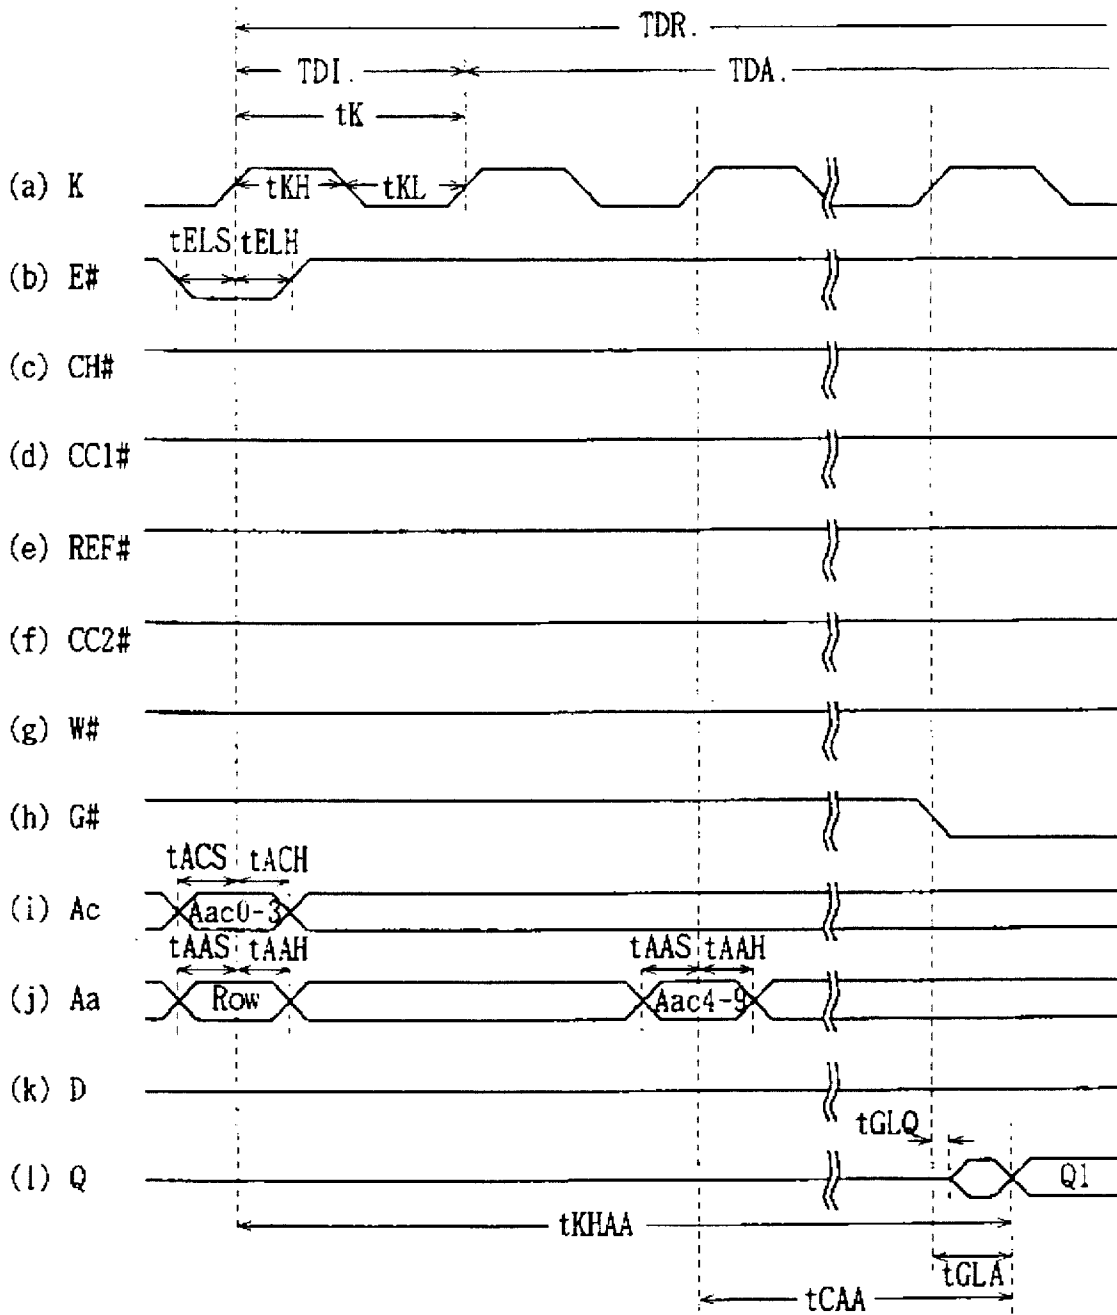 TDR.
TDI. TDA.
tK
(a) K tKH tKL
tELS tELH
(b) E#
(c) CH#
(d) CC1#
(e) REF#
(f) CC2#
(g) W#
(h) G#
tACS tACH
(i) Ac Aac0-3
tAAS tAAH tAAS tAAH
(j) Aa Row Aac4-9
(k) D
tGLQ
(l) Q Q1
tKHAA
tGLA
tCAA